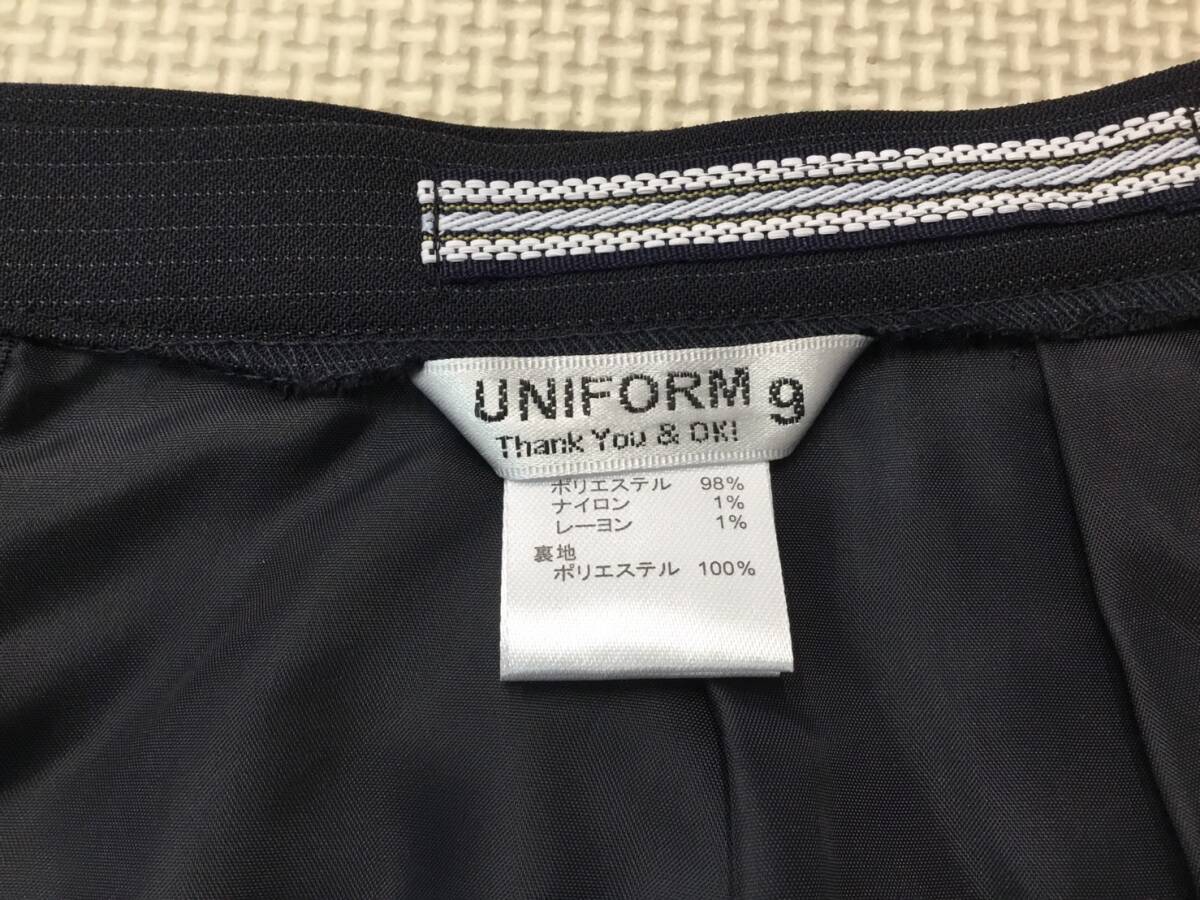 UNIFORM 9
Thank You & OK!
ポリエステル 98%
ナイロン 1%
レーヨン 1%
裏地
ポリエステル 100%